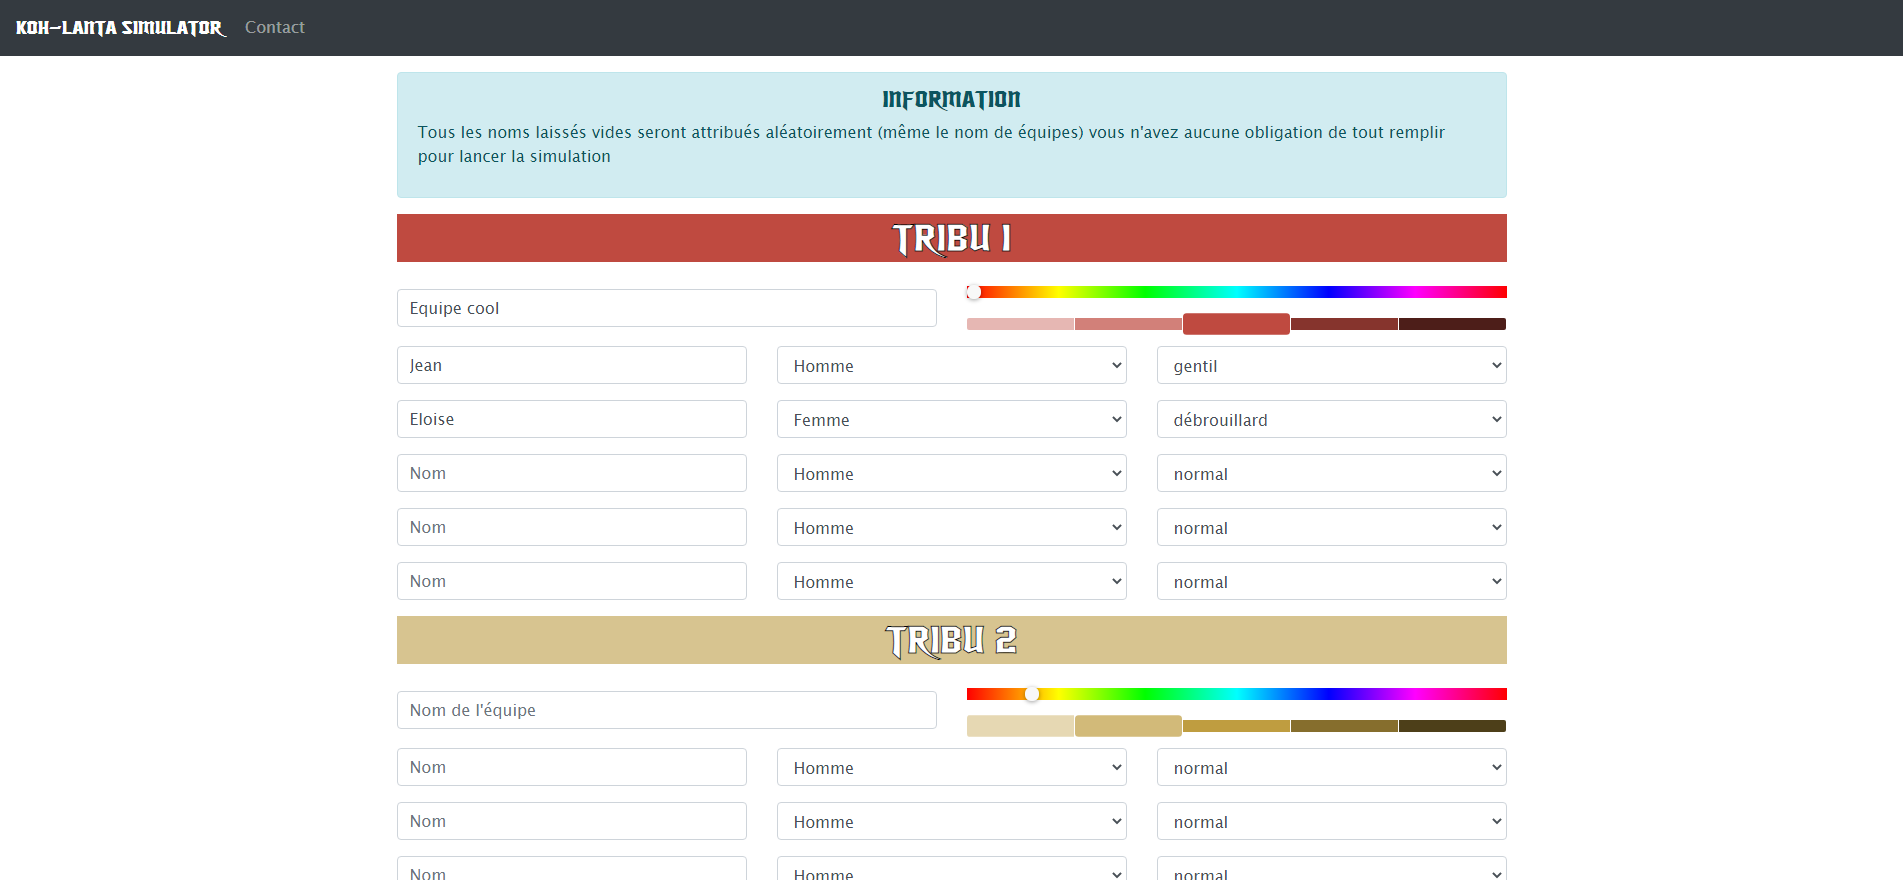 KOH-LANTA SIMULATOR Contact
INFORMATION
Tous les noms laissés vides seront attribués aléatoirement (même le nom de équipes) vous n'avez aucune obligation de tout remplir
pour lancer la simulation
TRIBU 1
Equipe cool
Jean Homme gentil
Eloise Femme débrouillard
Nom Homme normal
Nom Homme normal
Nom Homme normal
TRIBU 2
Nom de l'équipe
Nom Homme normal
Nom Homme normal
Nom Homme normal